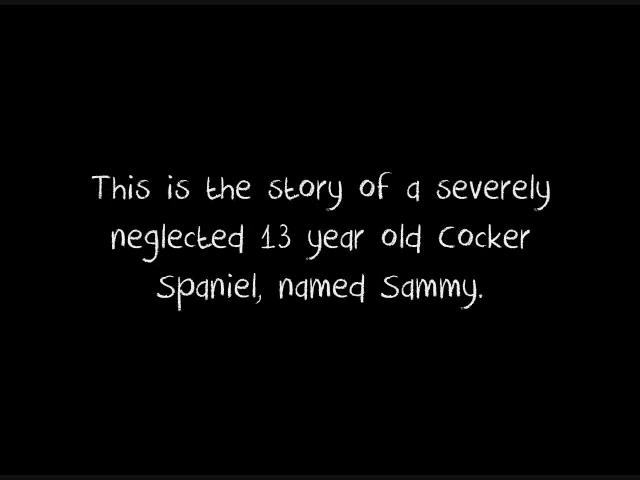 This is the story of a severely
neglected 13 year old Cocker
Spaniel, named Sammy.